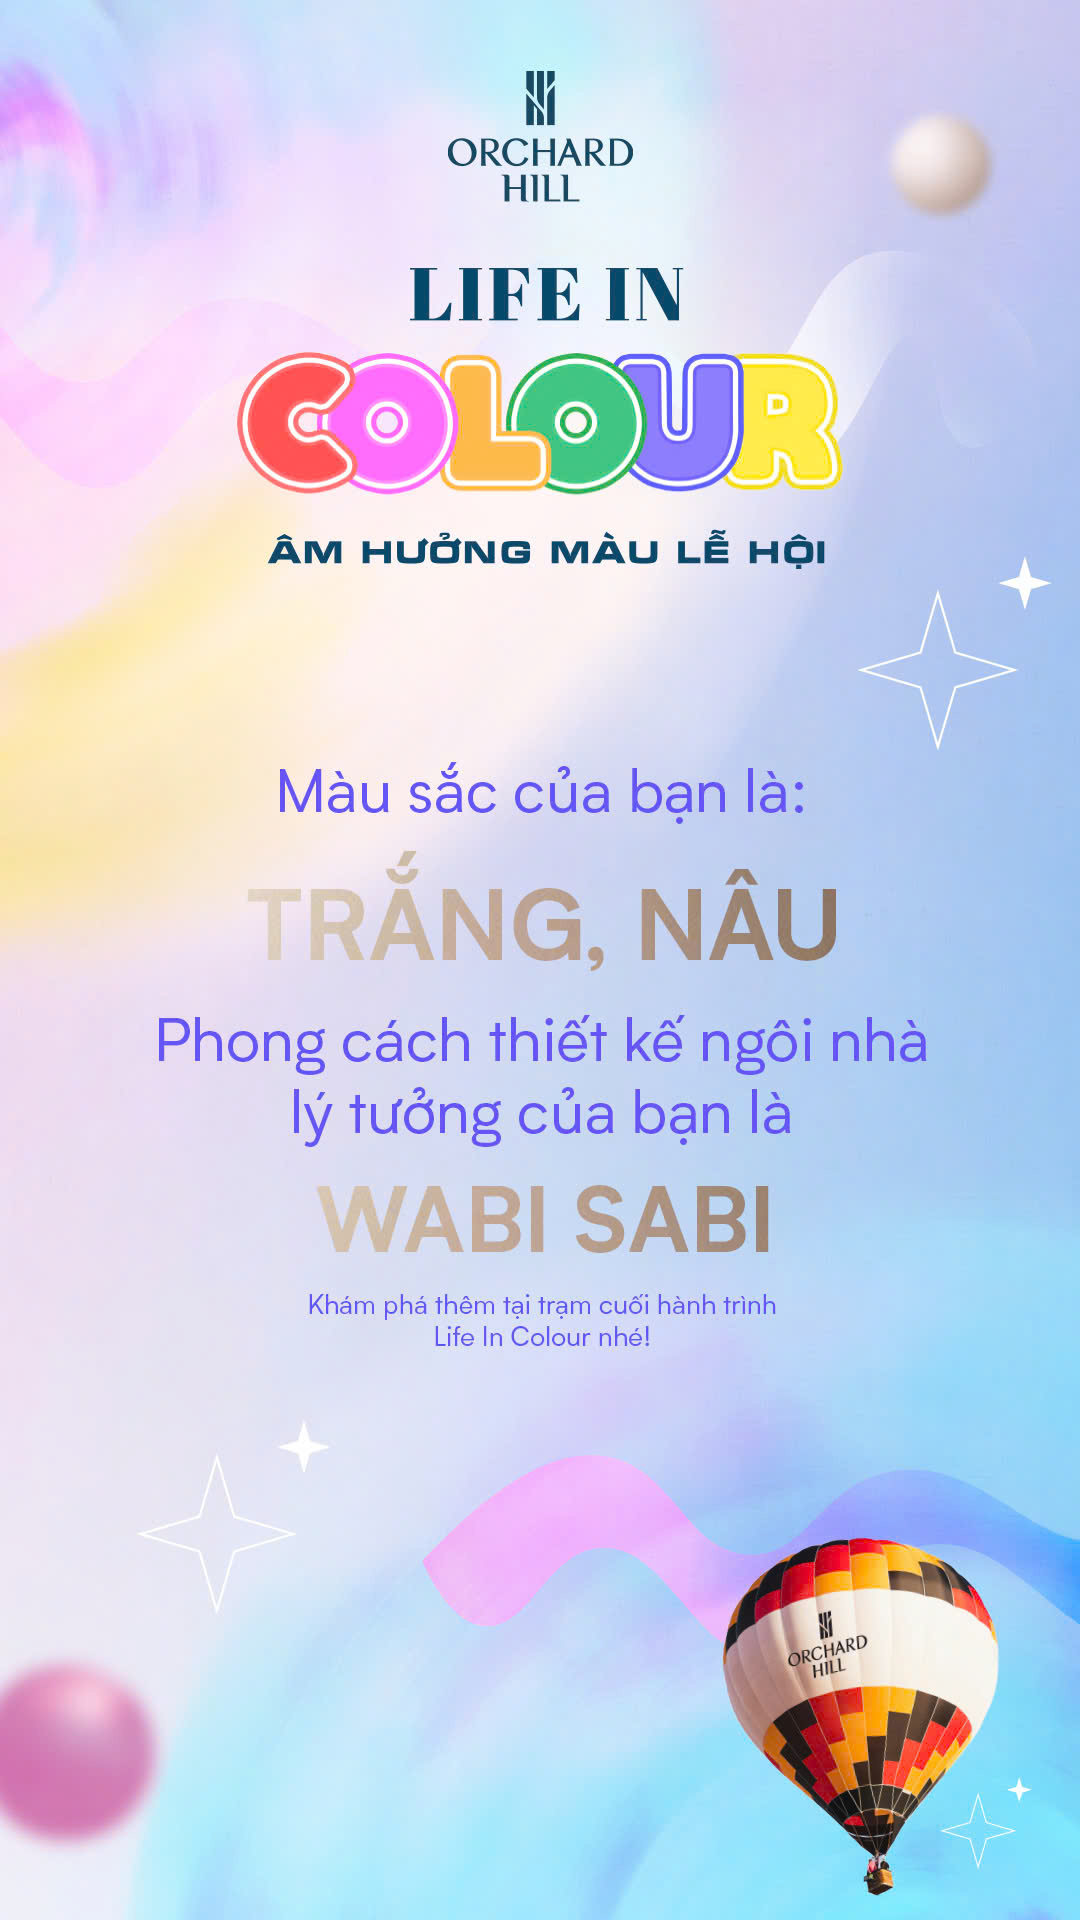 ORCHARD
HILL
LIFE IN
COLOUR
ÂM HƯỞNG MÀU LỄ HỘI
Màu sắc của bạn là:
TRẮNG, NÂU
Phong cách thiết kế ngôi nhà
lý tưởng của bạn là
WABI SABI
Khám phá thêm tại trạm cuối hành trình
Life In Colour nhé!
ORCHARD
HILL